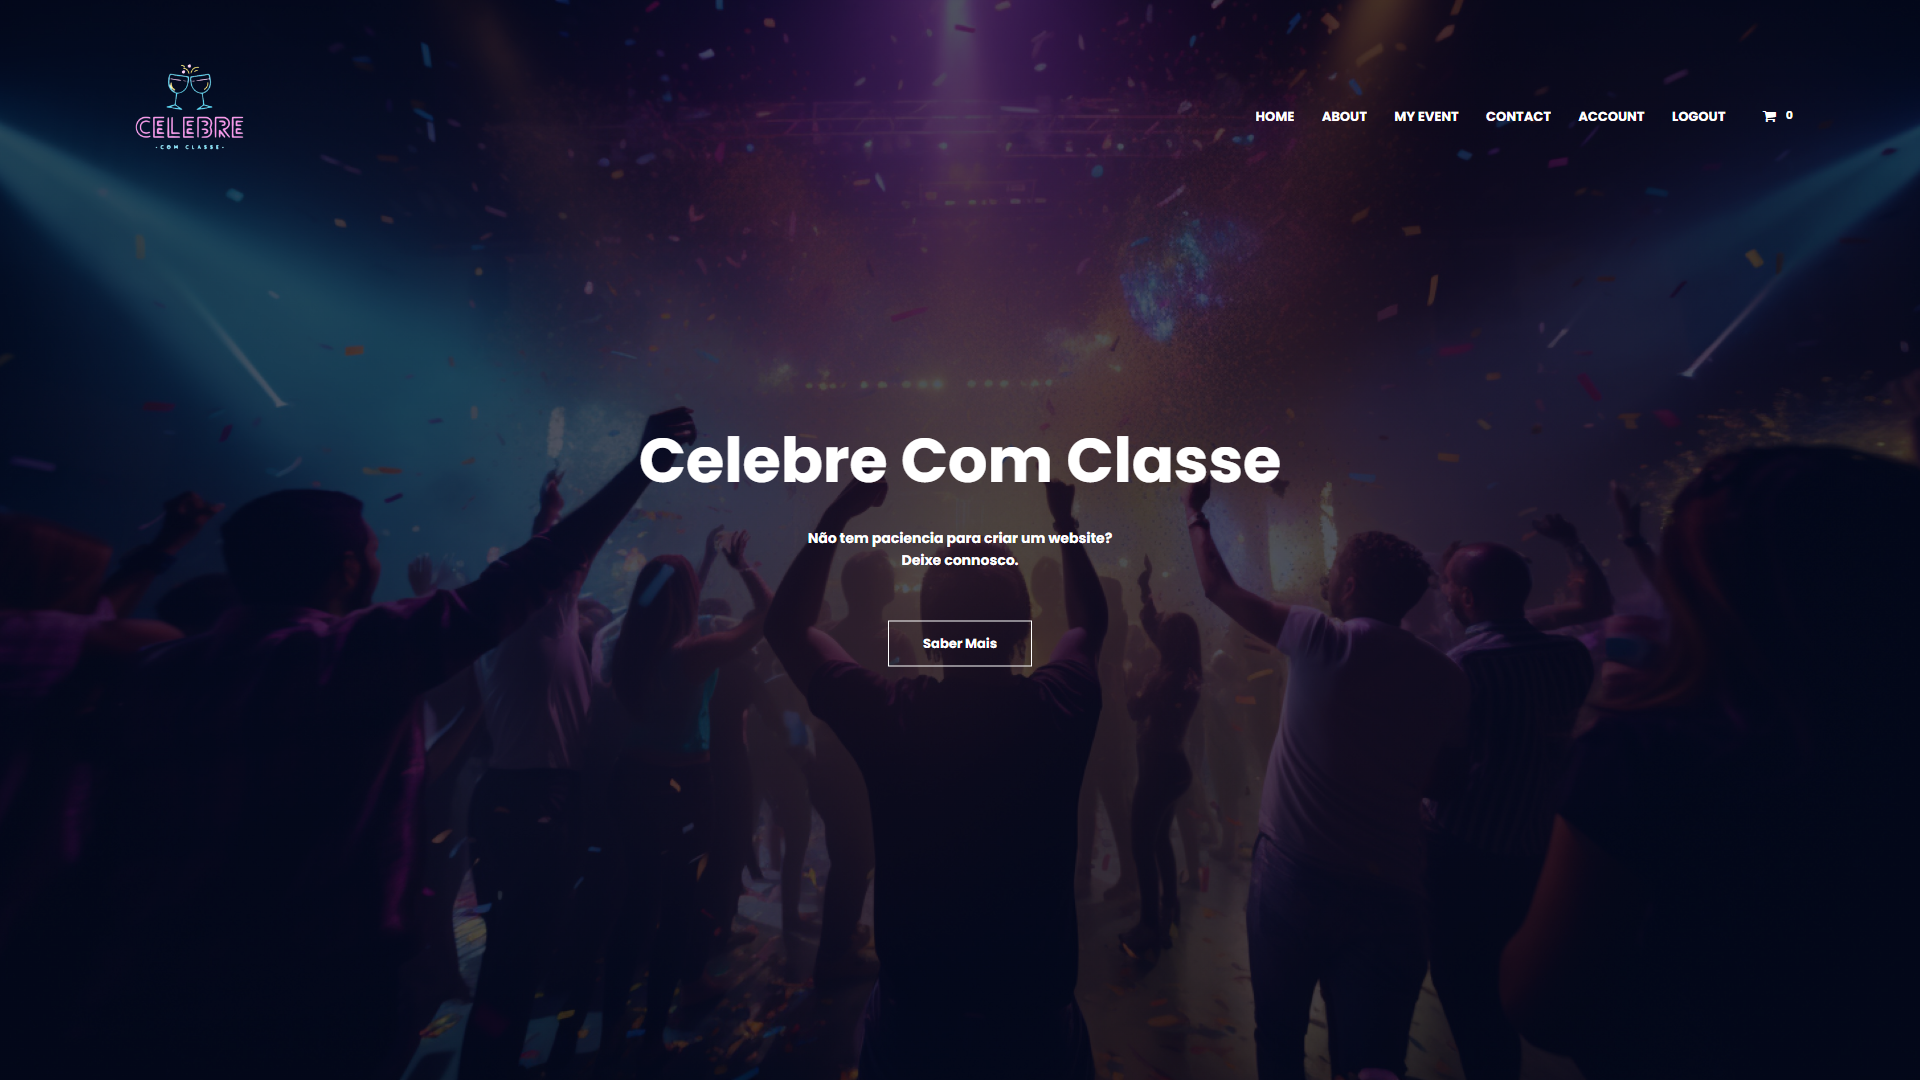 CELEBRE
·COM CLASSE·
HOME ABOUT MY EVENT CONTACT ACCOUNT LOGOUT 0
Celebre Com Classe
Não tem paciencia para criar um website?
Deixe connosco.
Saber Mais